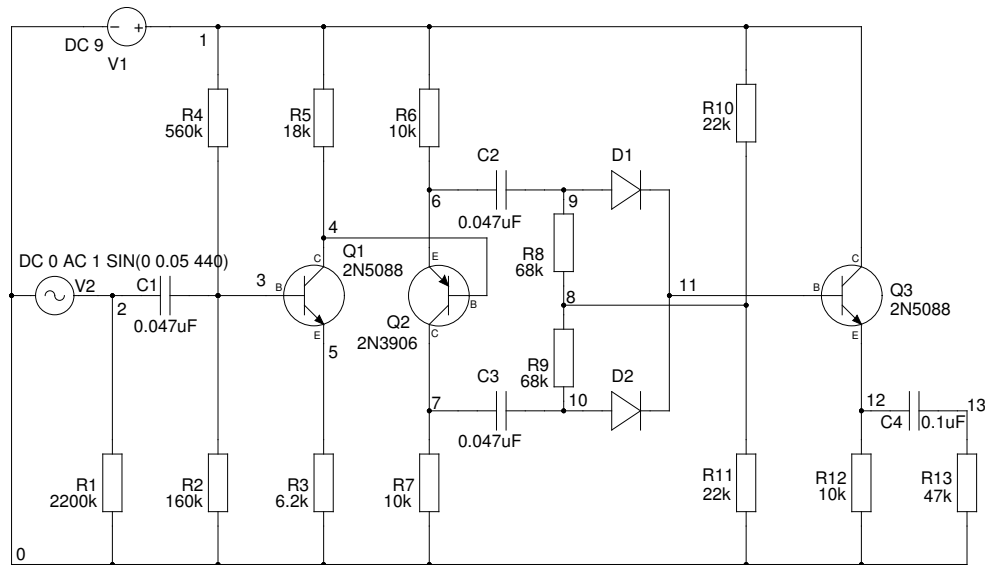 − +
DC 9
V1
1
R4
560k
R5
18k
R6
10k
R10
22k
C2
D1
6
0.047uF
9
4
R8
68k
DC 0 AC 1 SIN(0 0.05 440)
V2
C1
3
2
0.047uF
B
C
E
Q1
2N5088
5
E
B
C
Q2
2N3906
8
11
B
C
E
Q3
2N5088
R9
68k
C3
D2
7
10
0.047uF
12
C4
0.1uF
13
R1
2200k
R2
160k
R3
6.2k
R7
10k
R11
22k
R12
10k
R13
47k
0